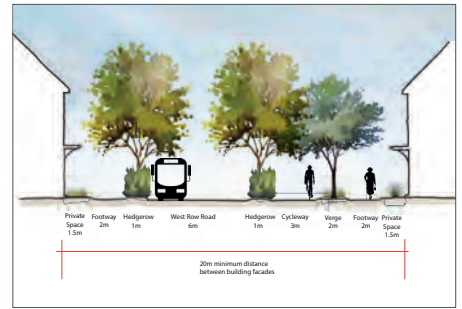 Private Space 1.5m
Footway 2m
Hedgerow 1m
West Row Road 6m
Hedgerow 1m
Cycleway 3m
Verge 2m
Footway 2m
Private Space 1.5m
20m minimum distance
between building facades